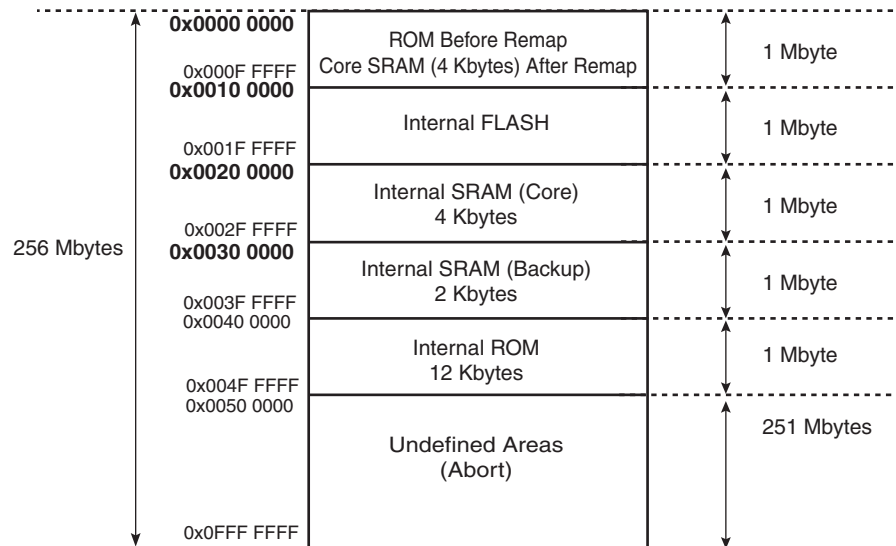 0x0000 0000
ROM Before Remap
Core SRAM (4 Kbytes) After Remap
1 Mbyte
0x000F FFFF
0x0010 0000
Internal FLASH
1 Mbyte
0x001F FFFF
0x0020 0000
Internal SRAM (Core)
4 Kbytes
1 Mbyte
0x002F FFFF
256 Mbytes
0x0030 0000
Internal SRAM (Backup)
2 Kbytes
1 Mbyte
0x003F FFFF
0x0040 0000
Internal ROM
12 Kbytes
1 Mbyte
0x004F FFFF
0x0050 0000
Undefined Areas
(Abort)
251 Mbytes
0x0FFF FFFF